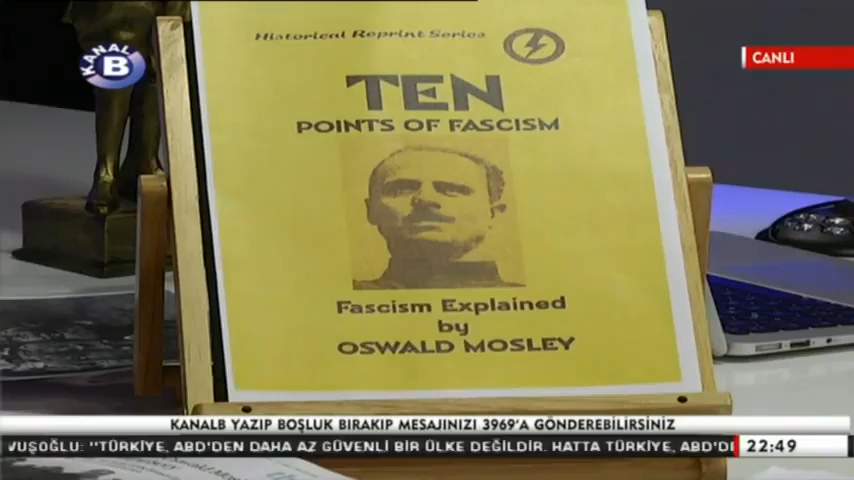 KANAL B
CANLI
Historical Reprint Series
TEN
POINTS OF FASCISM
Fascism Explained
by
OSWALD MOSLEY
KANALB YAZIP BOŞLUK BIRAKIP MESAJINIZI 3969'A GÖNDEREBİLİRSİNİZ
VUŞOĞLU: "TÜRKİYE, ABD'DEN DAHA AZ GÜVENLİ BİR ÜLKE DEĞİLDİR. HATTA TÜRKİYE, ABD'DE
22:49